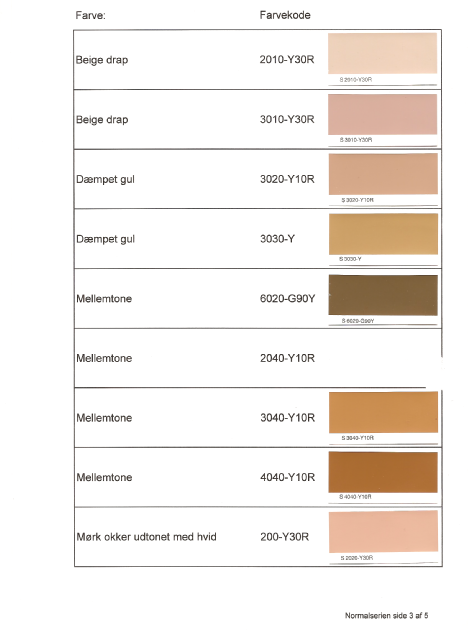 Farve: Farvekode
Beige drap 2010-Y30R
S 2010-Y30R
Beige drap 3010-Y30R
S 3010-Y30R
Dæmpet gul 3020-Y10R
S 3020-Y10R
Dæmpet gul 3030-Y
S 3030-Y
Mellemtone 6020-G90Y
S 6020-G90Y
Mellemtone 2040-Y10R
Mellemtone 3040-Y10R
S 3040-Y10R
Mellemtone 4040-Y10R
S 4040-Y10R
Mørk okker udtonet med hvid 200-Y30R
S 2020-Y30R
Normalserien side 3 af 5